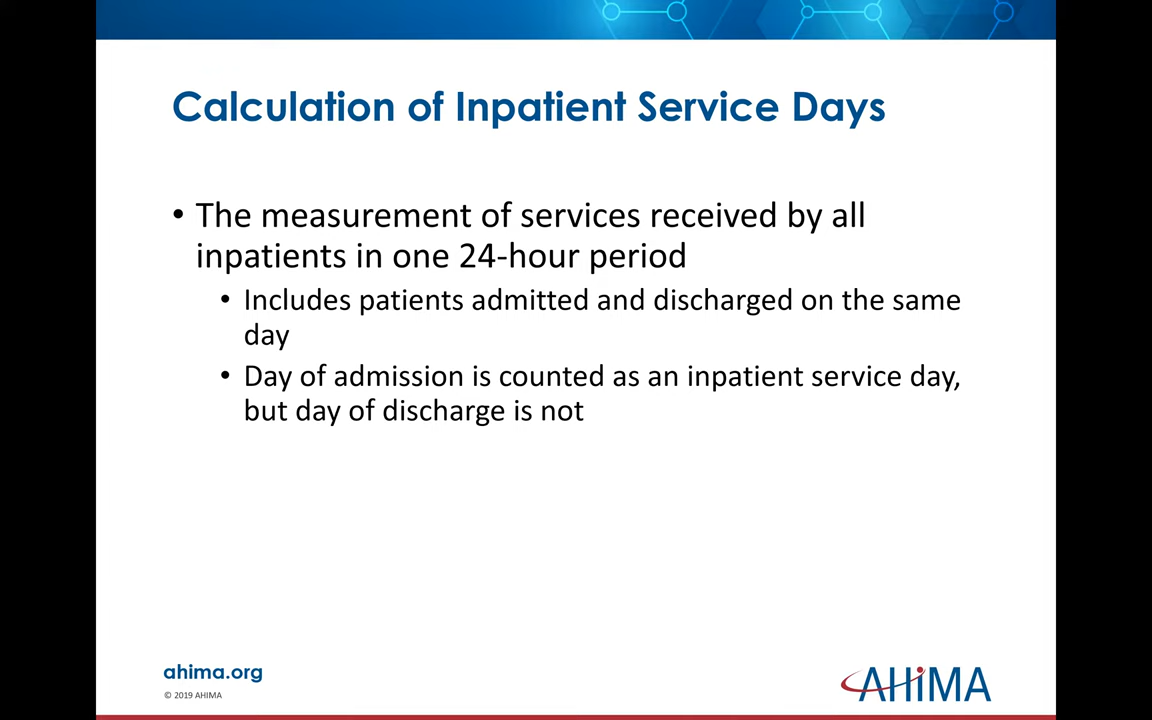 Calculation of Inpatient Service Days
• The measurement of services received by all
inpatients in one 24-hour period
• Includes patients admitted and discharged on the same
day
• Day of admission is counted as an inpatient service day,
but day of discharge is not
ahima.org
© 2019 AHIMA
AHiMA